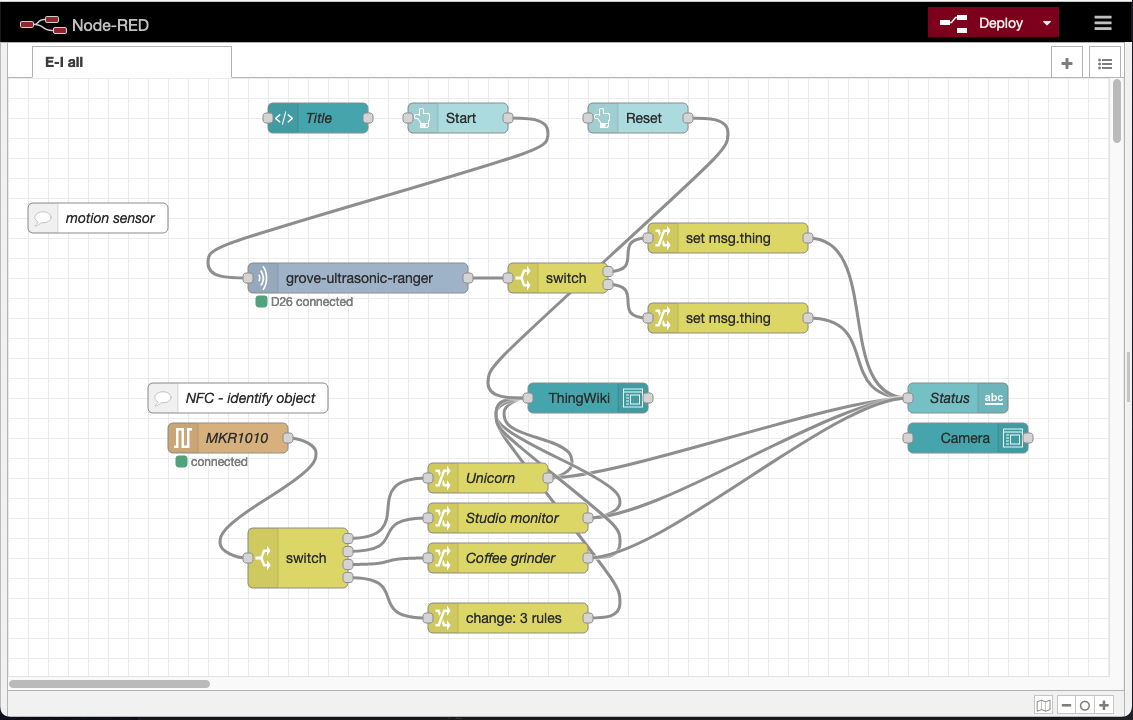 Node-RED
Deploy
E-I all
Title
Start
Reset
motion sensor
set msg.thing
grove-ultrasonic-ranger
switch
D26 connected
set msg.thing
NFC - identify object
ThingWiki
Status
abc
MKR1010
Camera
connected
Unicorn
Studio monitor
switch
Coffee grinder
change: 3 rules